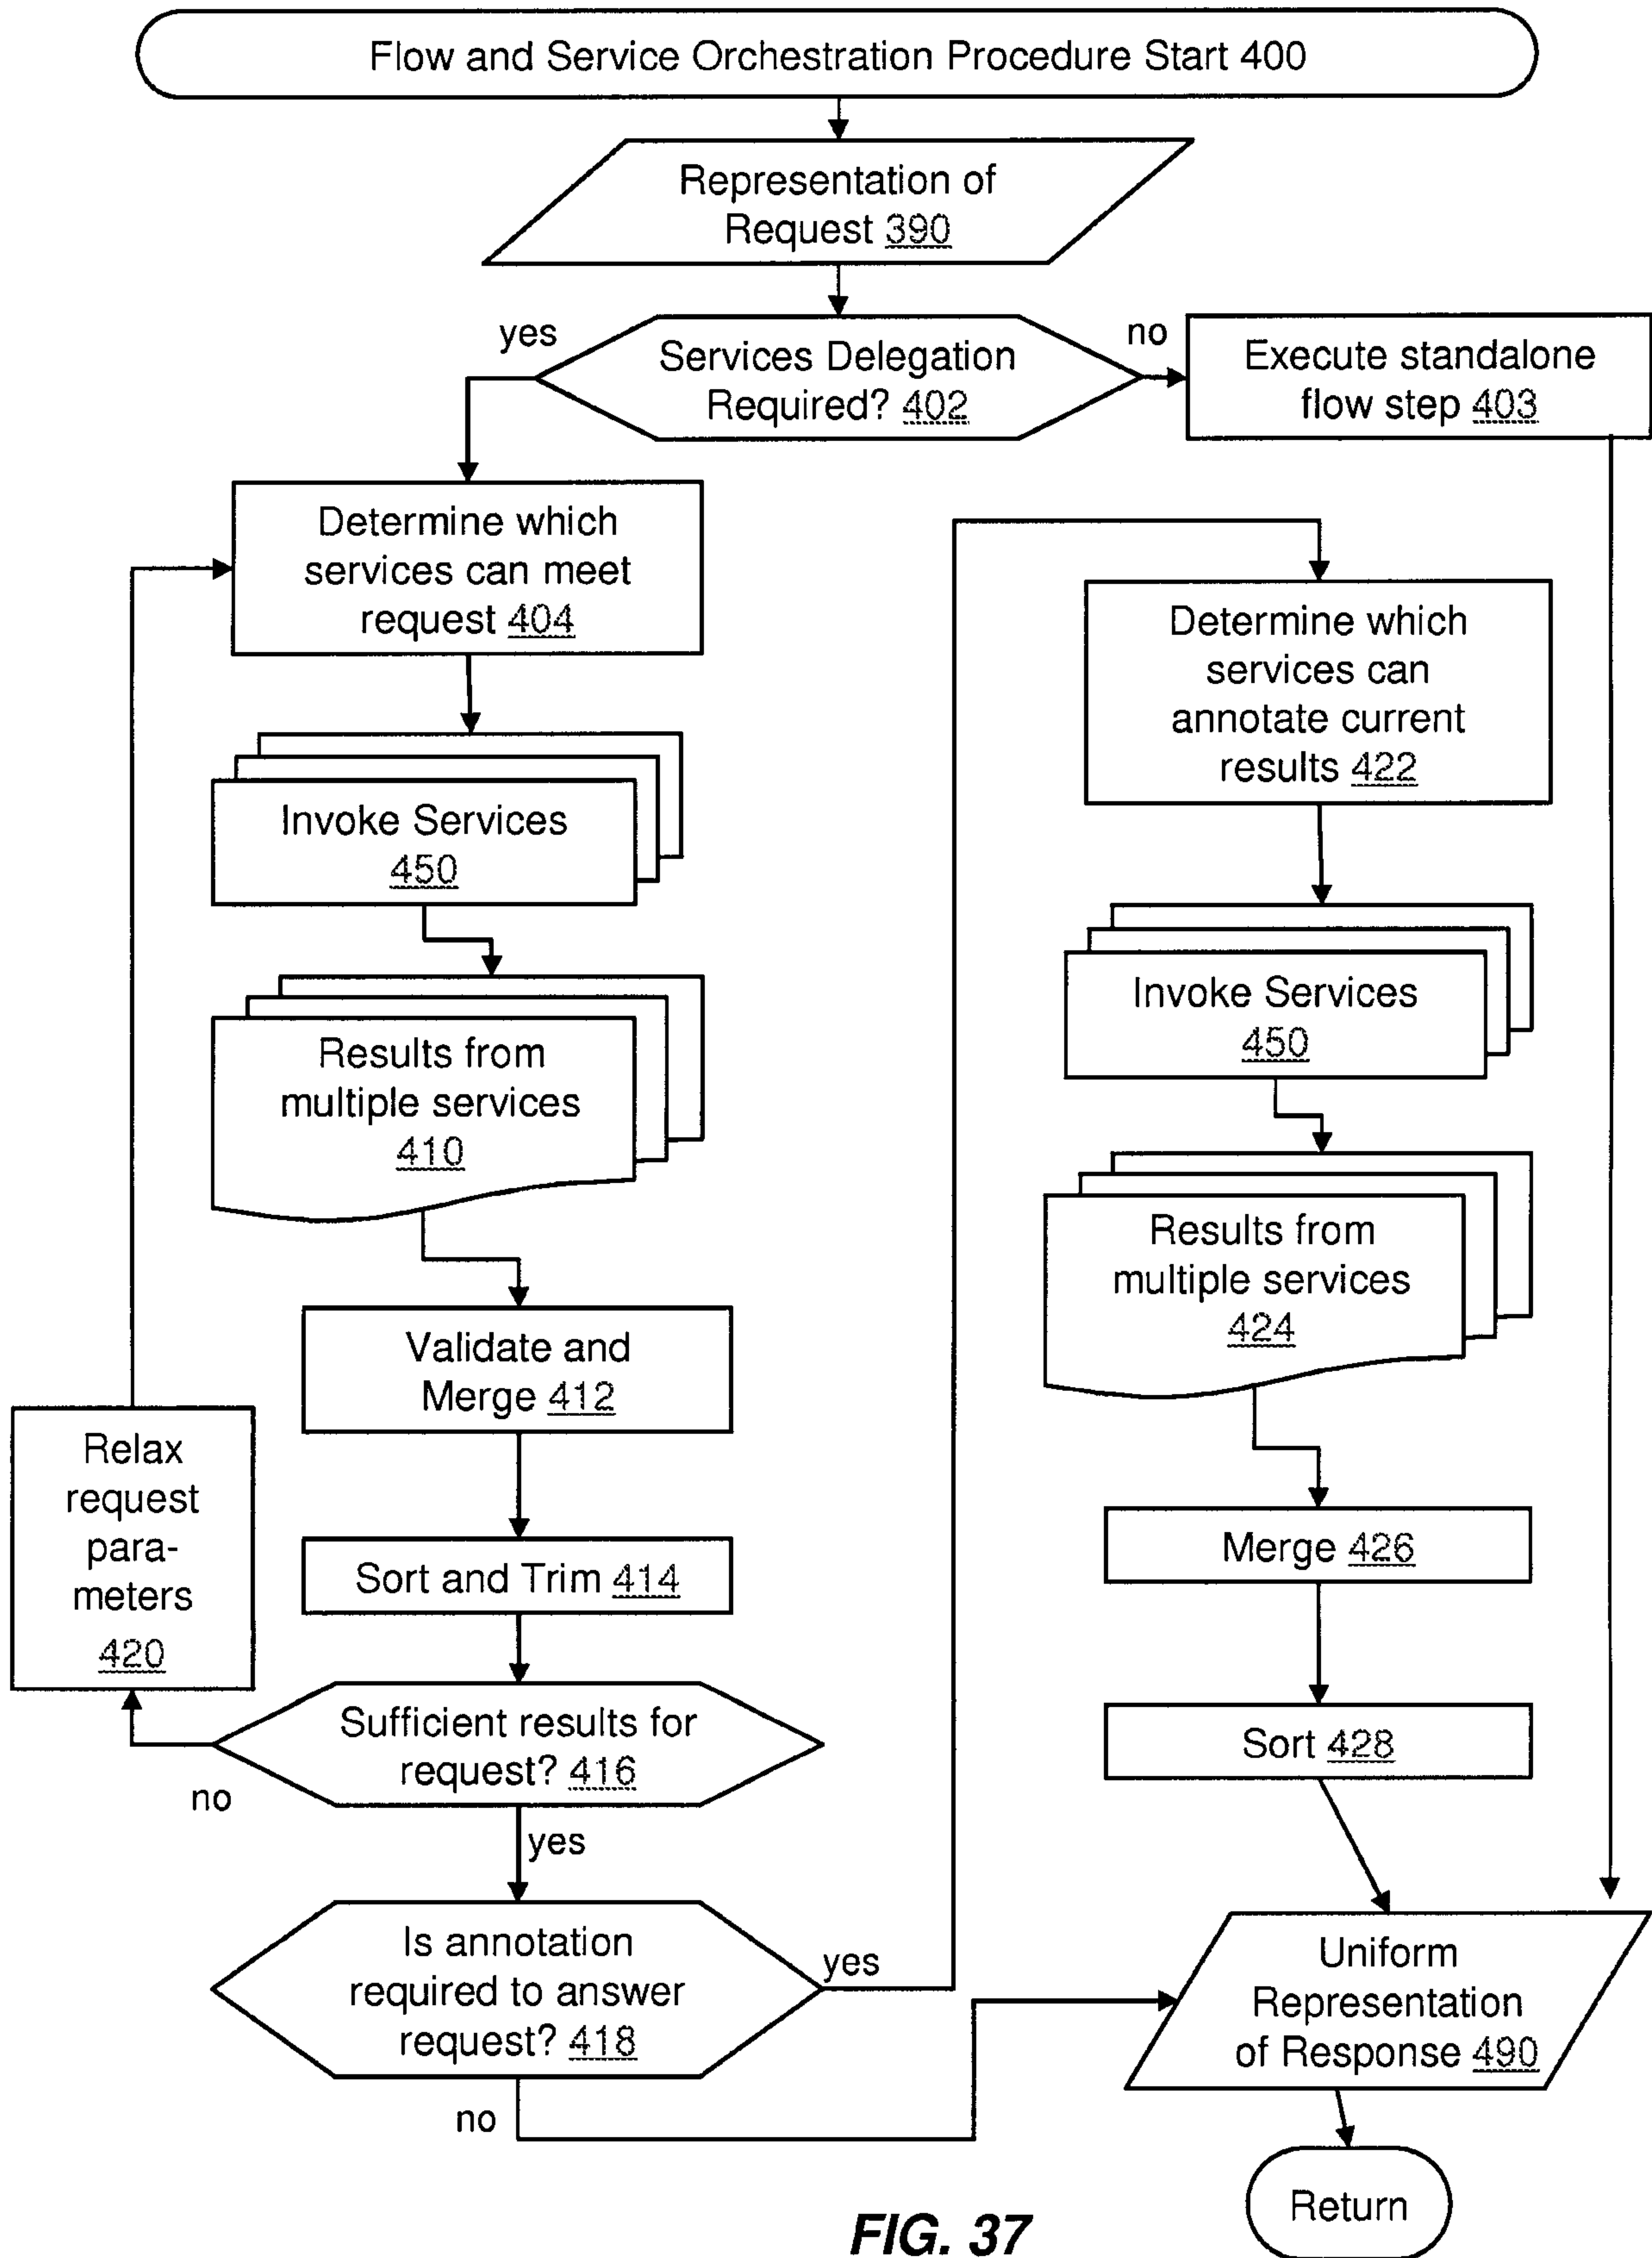 Flow and Service Orchestration Procedure Start 400
Representation of
Request 390
yes
Services Delegation
Required? 402
no
Execute standalone
flow step 403
Determine which
services can meet
request 404
Invoke Services
450
Results from
multiple services
410
Validate and
Merge 412
Sort and Trim 414
Relax
request
para-
meters
420
Sufficient results for
request? 416
no
yes
Is annotation
required to answer
request? 418
yes
no
Determine which
services can
annotate current
results 422
Invoke Services
450
Results from
multiple services
424
Merge 426
Sort 428
Uniform
Representation
of Response 490
Return
FIG. 37